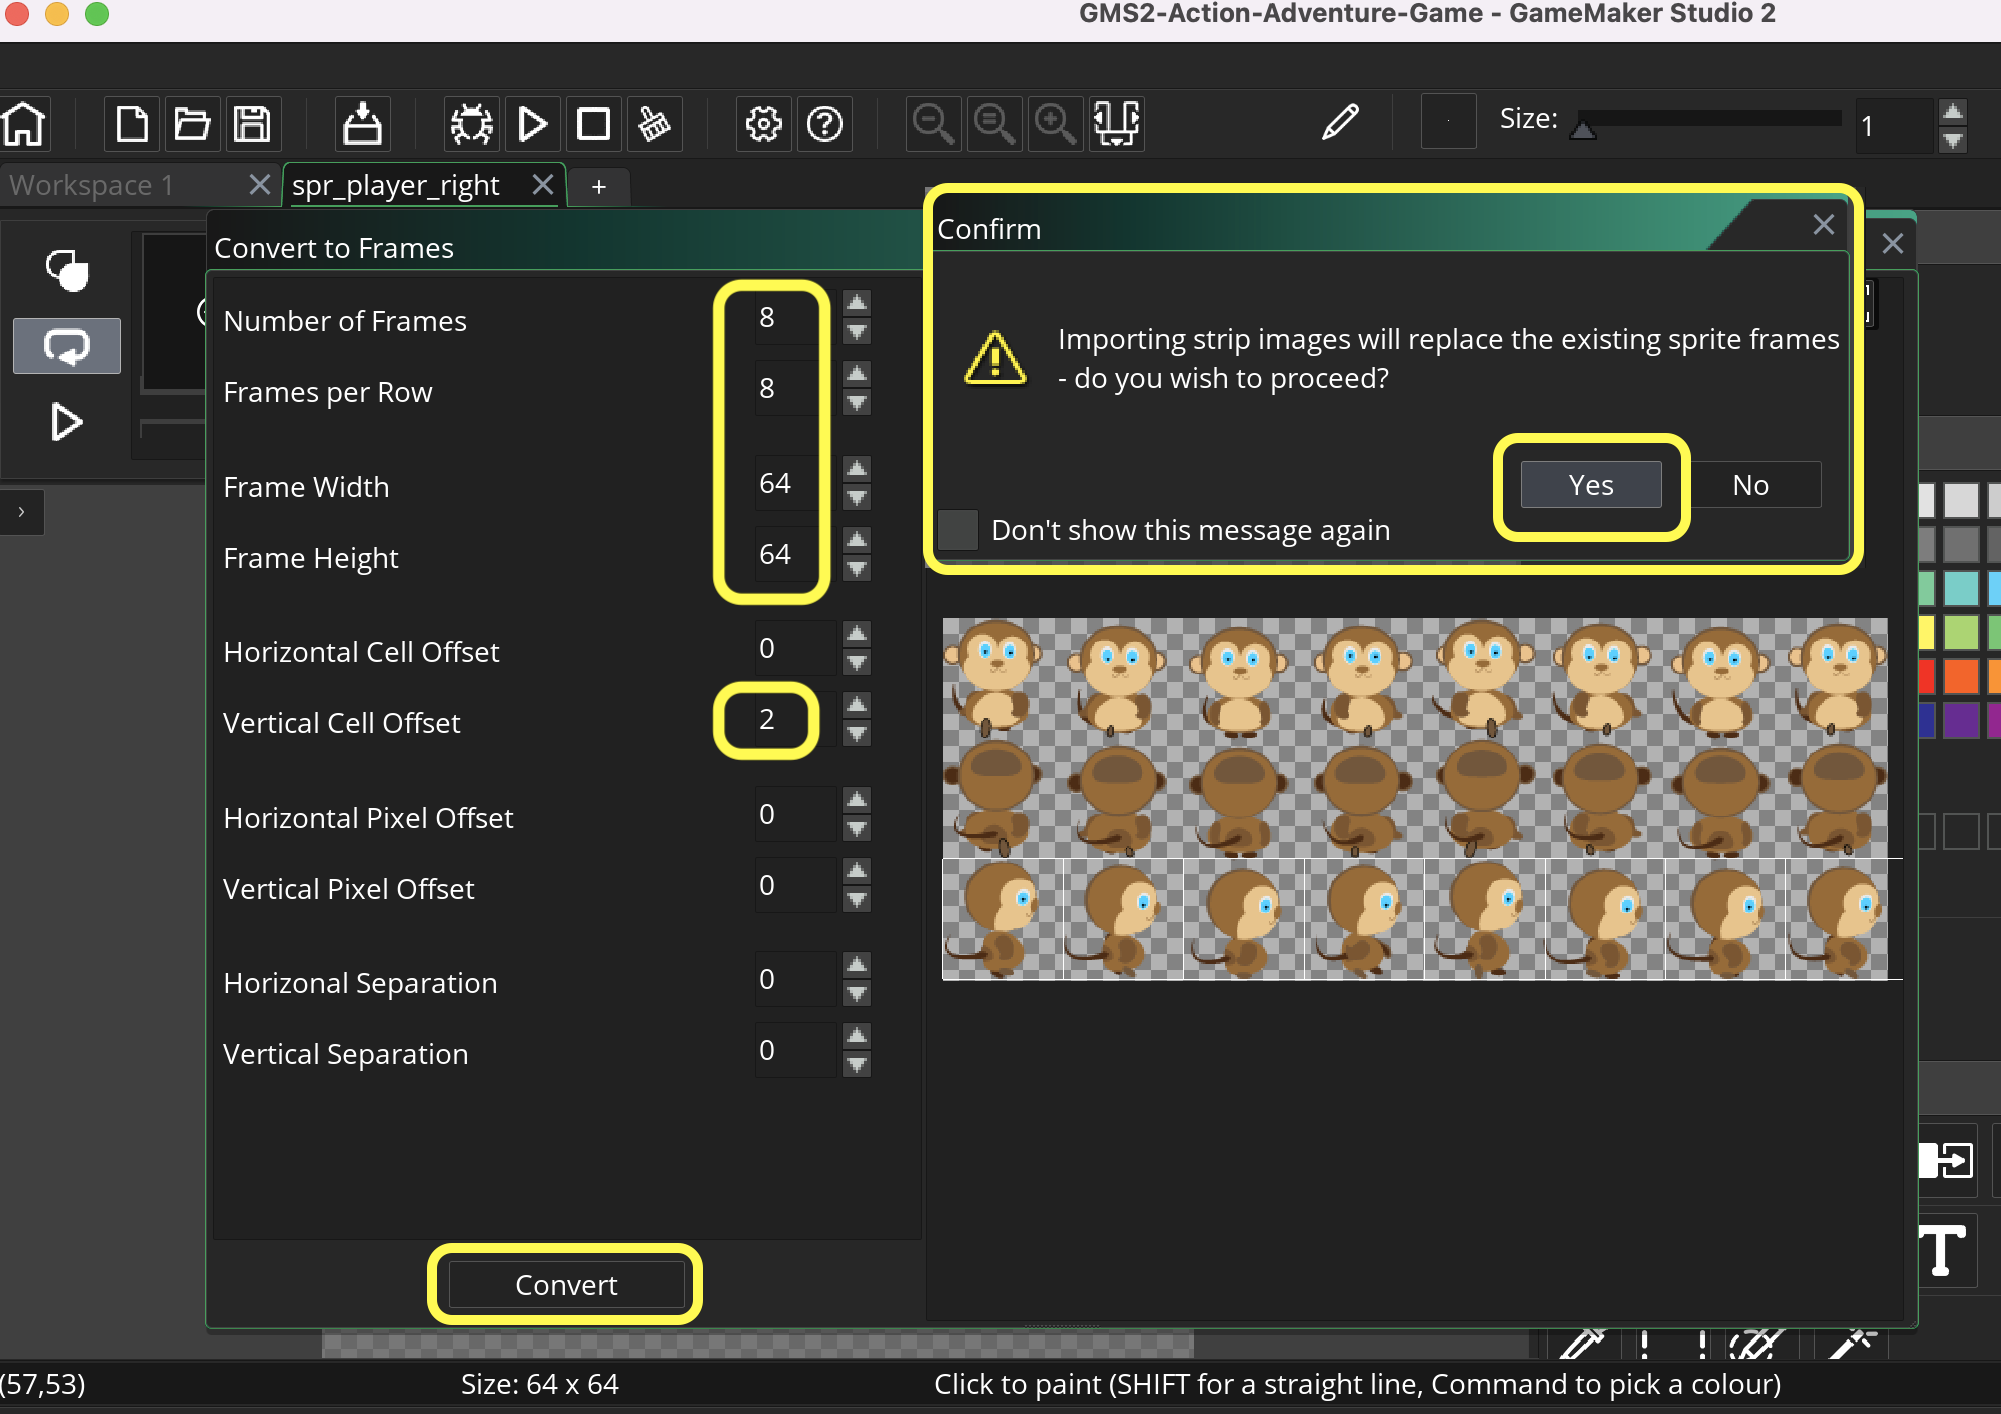 GMS2-Action-Adventure-Game - GameMaker Studio 2
Size:
1
Workspace 1
spr_player_right
+
Convert to Frames
Number of Frames
8
Frames per Row
8
Frame Width
64
Frame Height
64
Horizontal Cell Offset
0
Vertical Cell Offset
2
Horizontal Pixel Offset
0
Vertical Pixel Offset
0
Horizonal Separation
0
Vertical Separation
0
Convert
Confirm
Importing strip images will replace the existing sprite frames
- do you wish to proceed?
Yes
No
Don't show this message again
T
(57,53)
Size: 64 x 64
Click to paint (SHIFT for a straight line, Command to pick a colour)